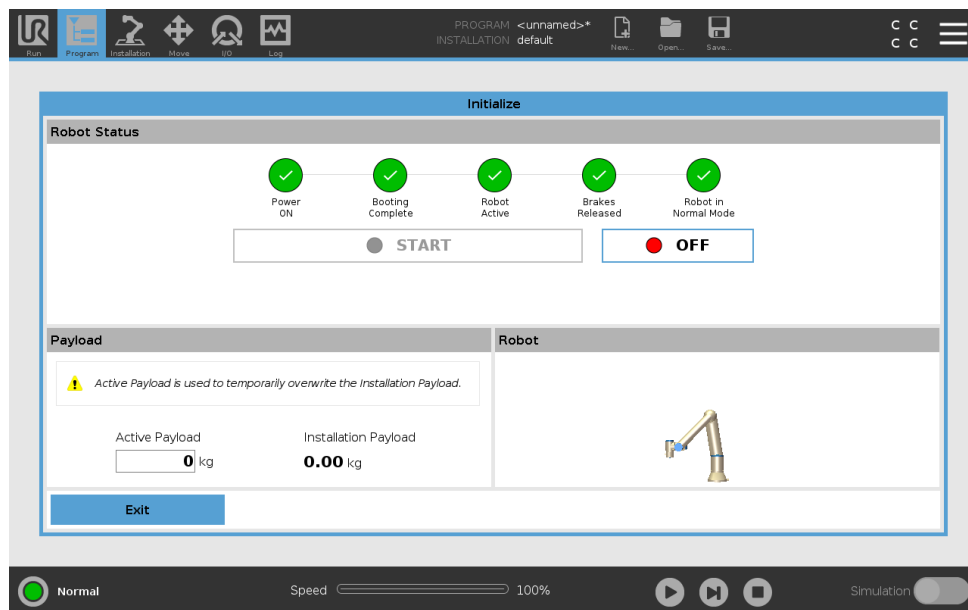 UR
PROGRAM <unnamed>*
INSTALLATION default
C C
C C
Run Program Installation Move I/O Log New... Open... Save...
Initialize
Robot Status
Power ON
Booting Complete
Robot Active
Brakes Released
Robot in Normal Mode
START OFF
Payload
Active Payload is used to temporarily overwrite the Installation Payload.
Active Payload Installation Payload
0 kg 0.00 kg
Robot
Exit
Normal Speed 100% Simulation